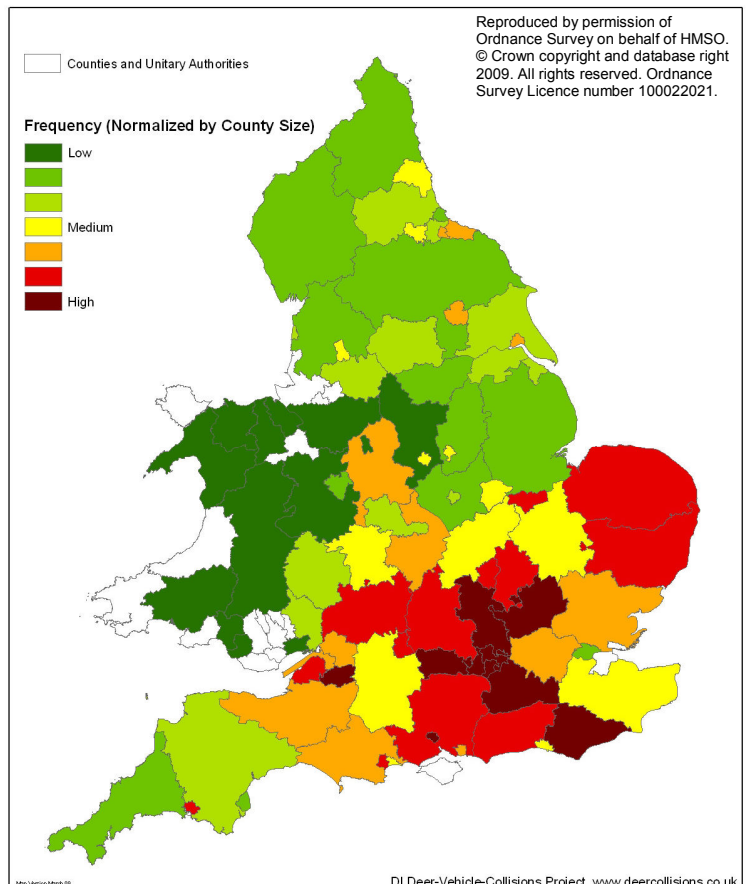 Reproduced by permission of
Ordnance Survey on behalf of HMSO.
© Crown copyright and database right
2009. All rights reserved. Ordnance
Survey Licence number 100022021.
Counties and Unitary Authorities
Frequency (Normalized by County Size)
Low
Medium
High
DI Deer-Vehicle-Collisions Project www.deercollisions.co.uk